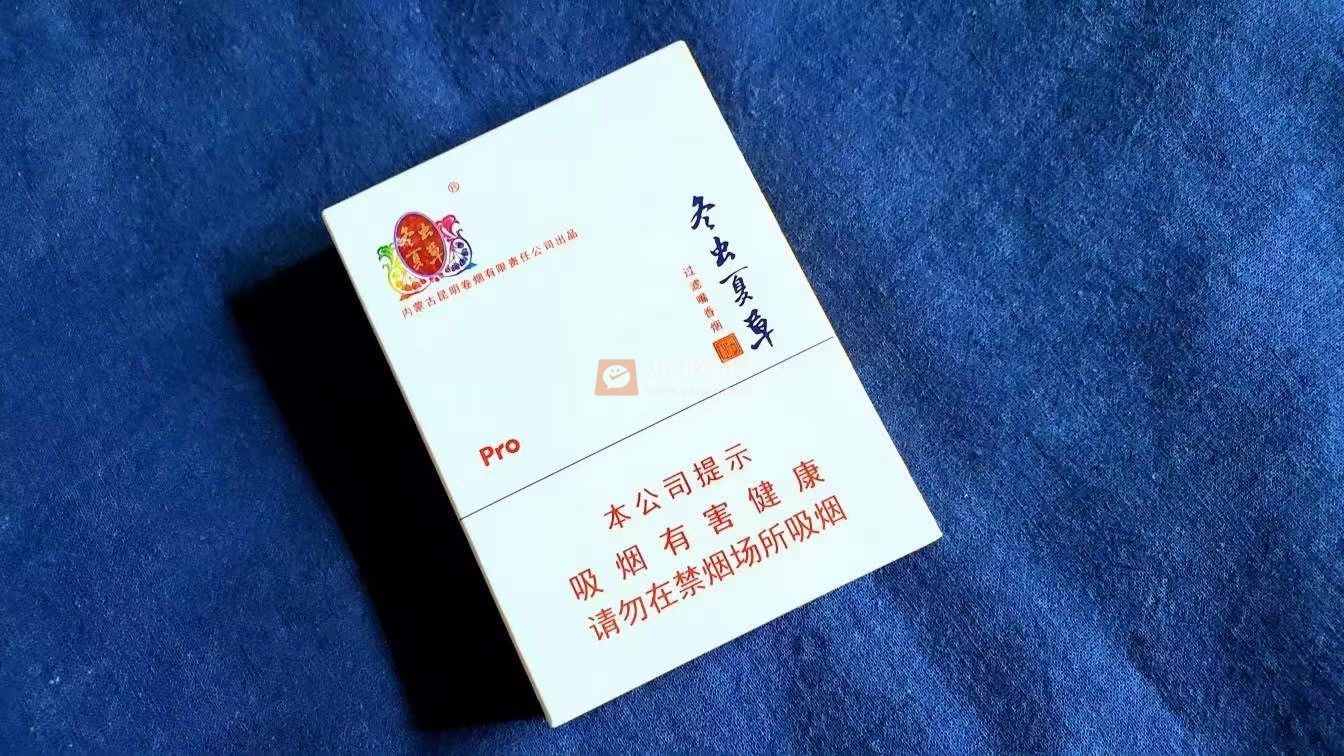 ®
冬虫
夏草
内蒙古昆明卷烟有限责任公司出品
冬虫夏草
过滤嘴香烟
Pro
本公司提示
吸烟有害健康
请勿在禁烟场所吸烟